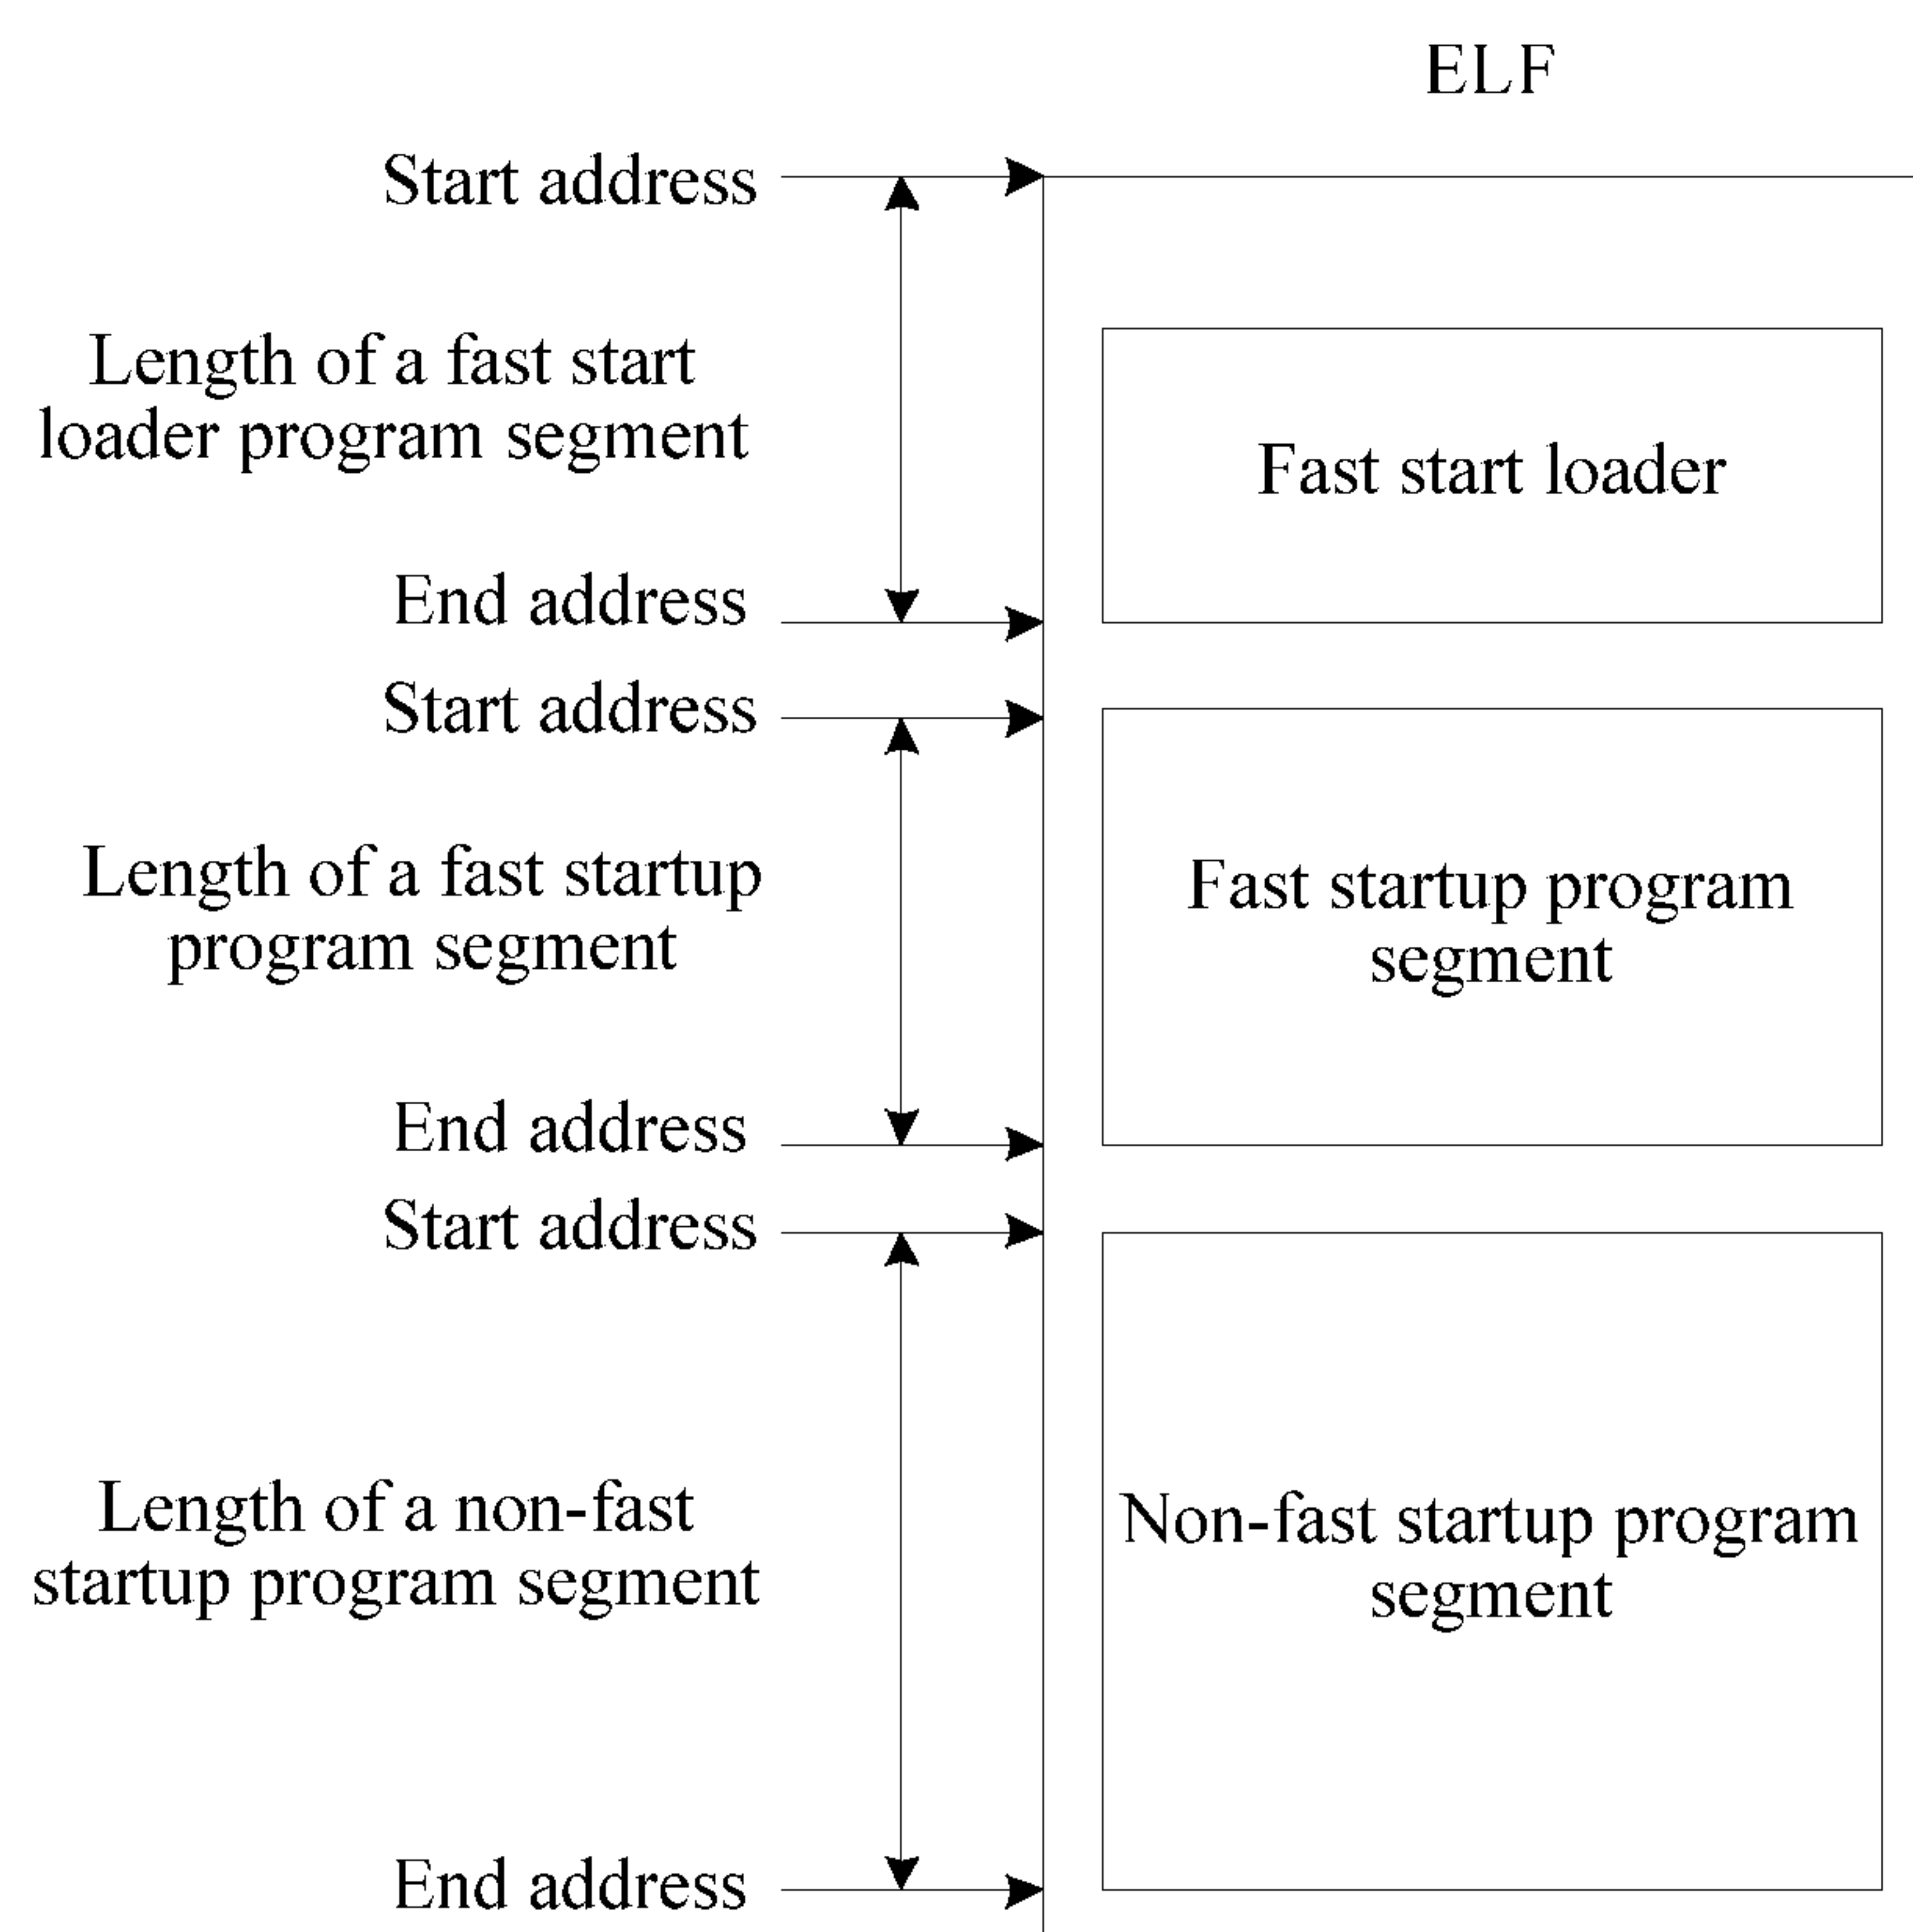 ELF
Start address
Length of a fast start
loader program segment
Fast start loader
End address
Start address
Length of a fast startup
program segment
Fast startup program
segment
End address
Start address
Length of a non-fast
startup program segment
Non-fast startup program
segment
End address